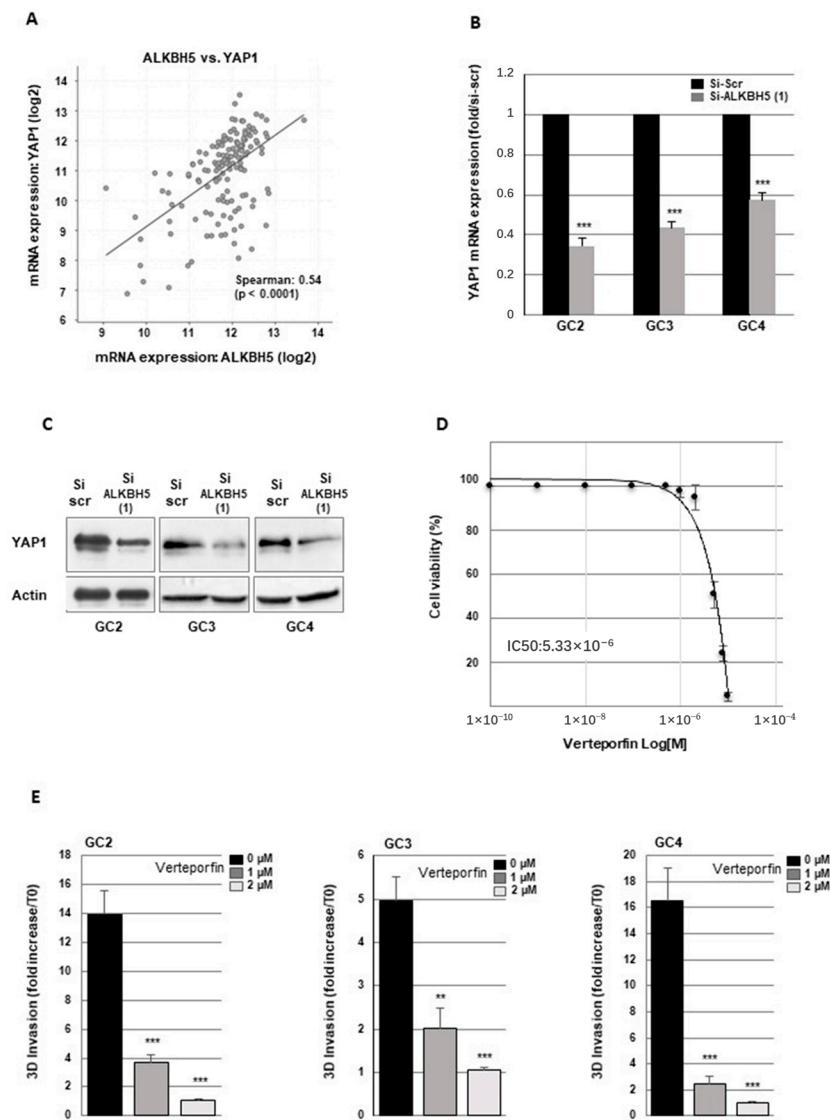 A
ALKBH5 vs. YAP1
mRNA expression: YAP1 (log2)
14
13
12
11
10
9
8
7
6
Spearman: 0.54
(p < 0.0001)
9 10 11 12 13 14
mRNA expression: ALKBH5 (log2)
B
YAP1 mRNA expression (fold/si-scr)
1.2
1
0.8
0.6
0.4
0.2
0
Si-Scr
Si-ALKBH5 (1)
***
***
***
GC2 GC3 GC4
C
Si scr
Si ALKBH5 (1)
Si scr
Si ALKBH5 (1)
Si scr
Si ALKBH5 (1)
YAP1
Actin
GC2 GC3 GC4
D
Cell viability (%)
100
80
60
40
20
IC50:5.33×10⁻⁶
1×10⁻¹⁰ 1×10⁻⁸ 1×10⁻⁶ 1×10⁻⁴
Verteporfin Log[M]
E
GC2
3D Invasion (fold increase/T0)
18
16
14
12
10
8
6
4
2
0
Verteporfin
0 µM
1 µM
2 µM
***
***
GC3
3D Invasion (fold increase/T0)
6
5
4
3
2
1
0
Verteporfin
0 µM
1 µM
2 µM
**
***
GC4
3D Invasion (fold increase/T0)
20
18
16
14
12
10
8
6
4
2
0
Verteporfin
0 µM
1 µM
2 µM
***
***